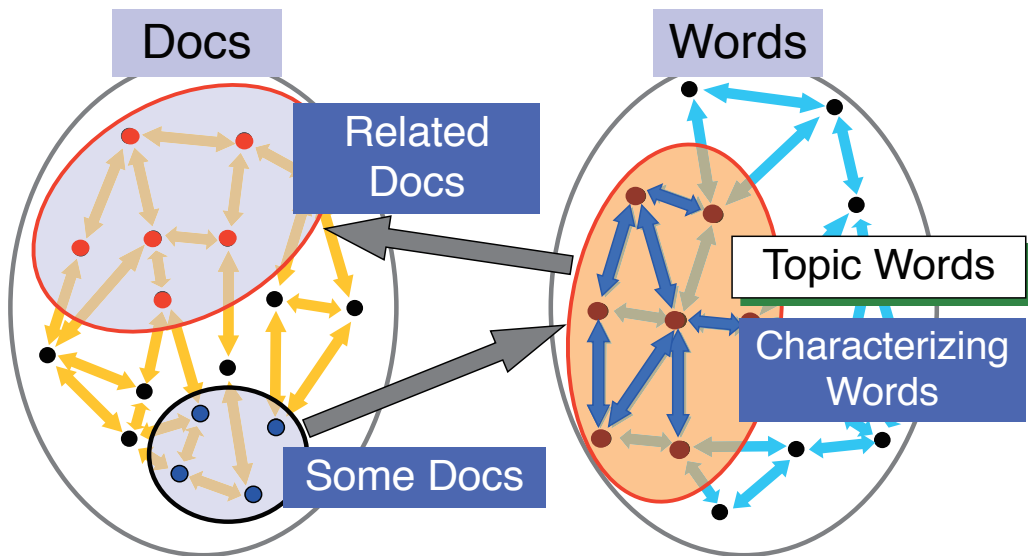 Docs
Words
Related
Docs
Topic Words
Characterizing
Words
Some Docs